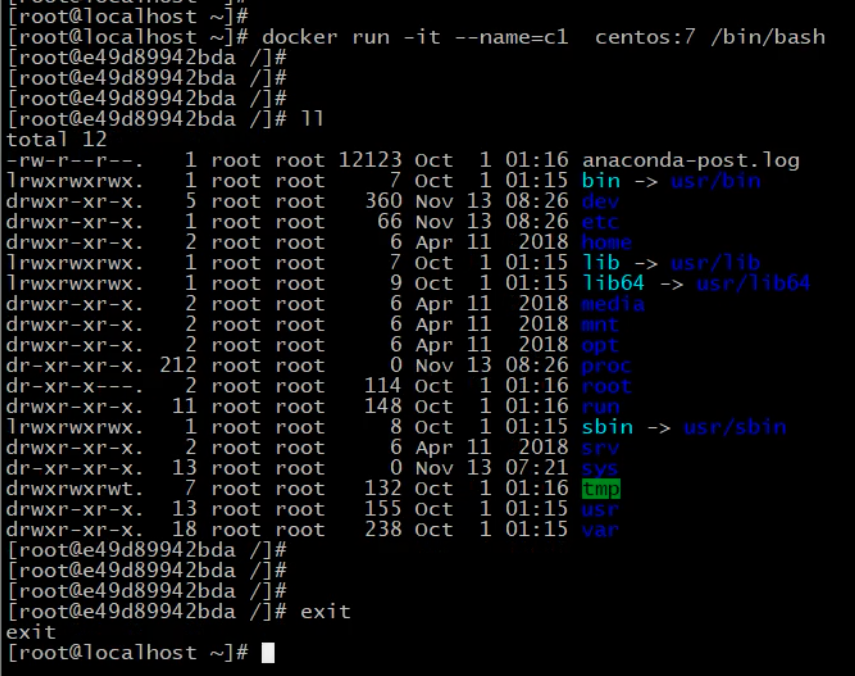 [root@localhost ~]#
[root@localhost ~]#
[root@localhost ~]# docker run -it --name=c1  centos:7 /bin/bash
[root@e49d89942bda /]#
[root@e49d89942bda /]#
[root@e49d89942bda /]#
[root@e49d89942bda /]# ll
total 12
-rw-r--r--.   1 root root 12123 Oct  1 01:16 anaconda-post.log
lrwxrwxrwx.   1 root root     7 Oct  1 01:15 bin -> usr/bin
drwxr-xr-x.   5 root root   360 Nov 13 08:26 dev
drwxr-xr-x.   1 root root    66 Nov 13 08:26 etc
drwxr-xr-x.   2 root root     6 Apr 11  2018 home
lrwxrwxrwx.   1 root root     7 Oct  1 01:15 lib -> usr/lib
lrwxrwxrwx.   1 root root     9 Oct  1 01:15 lib64 -> usr/lib64
drwxr-xr-x.   2 root root     6 Apr 11  2018 media
drwxr-xr-x.   2 root root     6 Apr 11  2018 mnt
drwxr-xr-x.   2 root root     6 Apr 11  2018 opt
dr-xr-xr-x. 212 root root     0 Nov 13 08:26 proc
dr-xr-x---.   2 root root   114 Oct  1 01:16 root
drwxr-xr-x.  11 root root   148 Oct  1 01:16 run
lrwxrwxrwx.   1 root root     8 Oct  1 01:15 sbin -> usr/sbin
drwxr-xr-x.   2 root root     6 Apr 11  2018 srv
dr-xr-xr-x.  13 root root     0 Nov 13 07:21 sys
drwxrwxrwt.   7 root root   132 Oct  1 01:16 tmp
drwxr-xr-x.  13 root root   155 Oct  1 01:15 usr
drwxr-xr-x.  18 root root   238 Oct  1 01:15 var
[root@e49d89942bda /]#
[root@e49d89942bda /]#
[root@e49d89942bda /]#
[root@e49d89942bda /]# exit
exit
[root@localhost ~]#